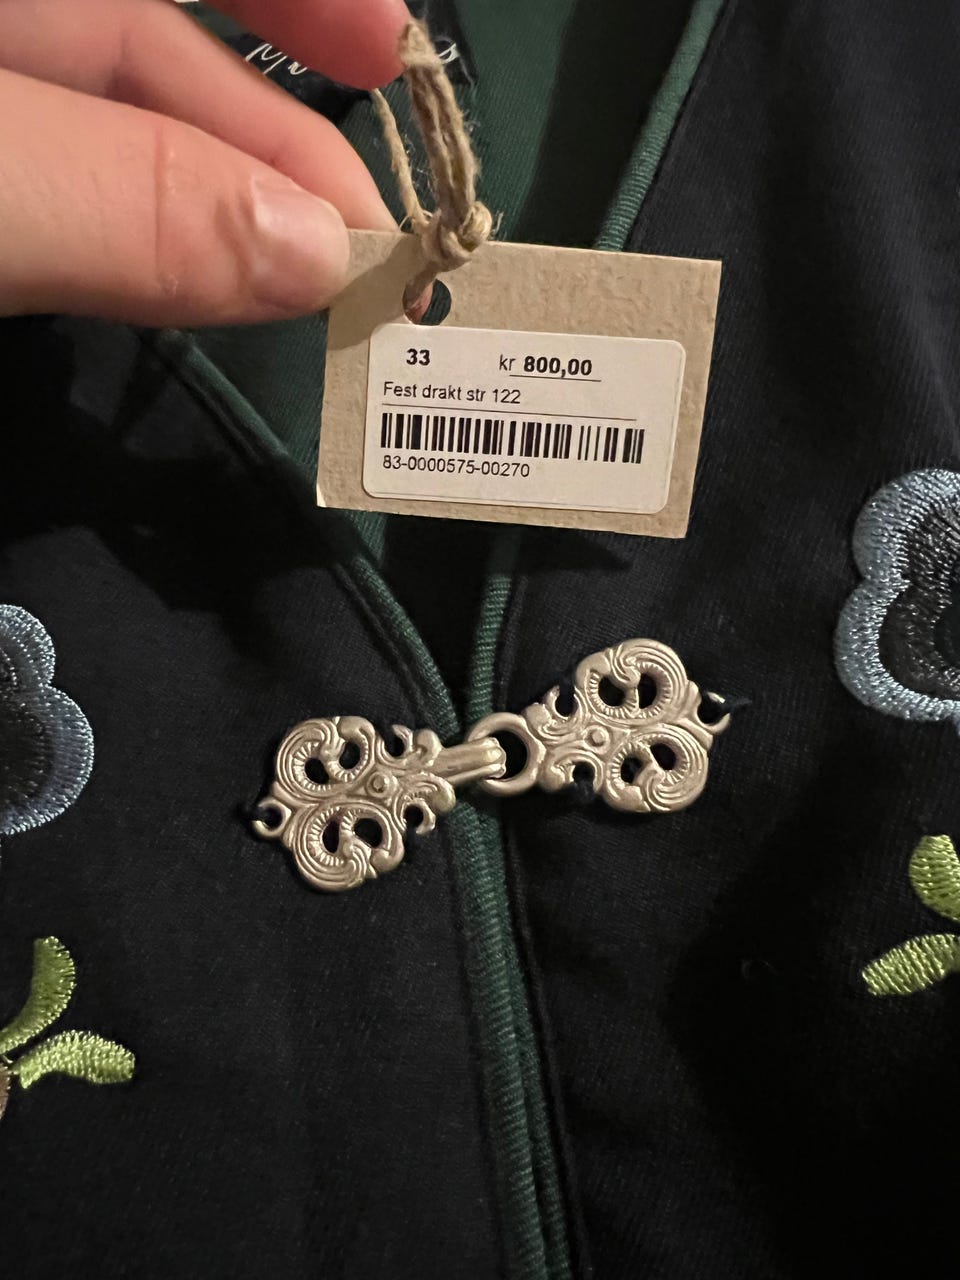 33 kr 800,00
Fest drakt str 122
83-0000575-00270